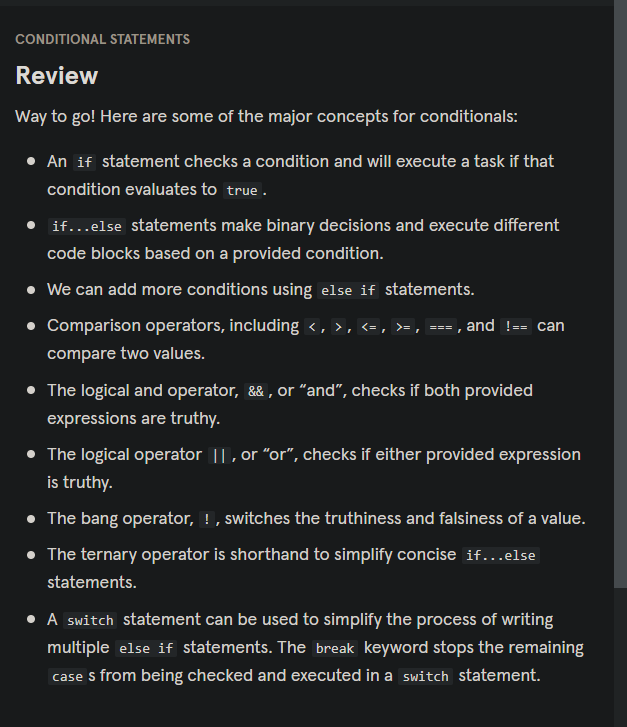 CONDITIONAL STATEMENTS
Review
Way to go! Here are some of the major concepts for conditionals:
An if statement checks a condition and will execute a task if that
condition evaluates to true.
if...else statements make binary decisions and execute different
code blocks based on a provided condition.
We can add more conditions using else if statements.
Comparison operators, including <, >, <=, >=, ===, and !== can
compare two values.
The logical and operator, &&, or “and”, checks if both provided
expressions are truthy.
The logical operator ||, or “or”, checks if either provided expression
is truthy.
The bang operator, !, switches the truthiness and falsiness of a value.
The ternary operator is shorthand to simplify concise if...else
statements.
A switch statement can be used to simplify the process of writing
multiple else if statements. The break keyword stops the remaining
cases from being checked and executed in a switch statement.